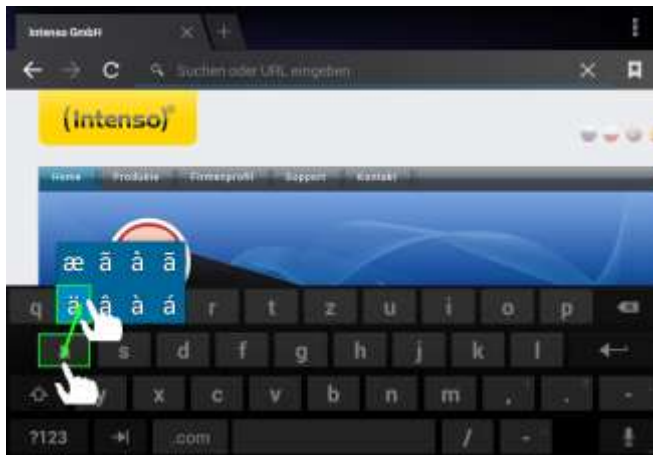 Intenso GmbH
Suchen oder URL eingeben
(intenso)®
Home Produkte Firmenprofil Support Kontakt
æ ã å ā
q ä â à á r t z u i o p
s d f g h j k l
y x c v b n m , . -
?123 .com / -